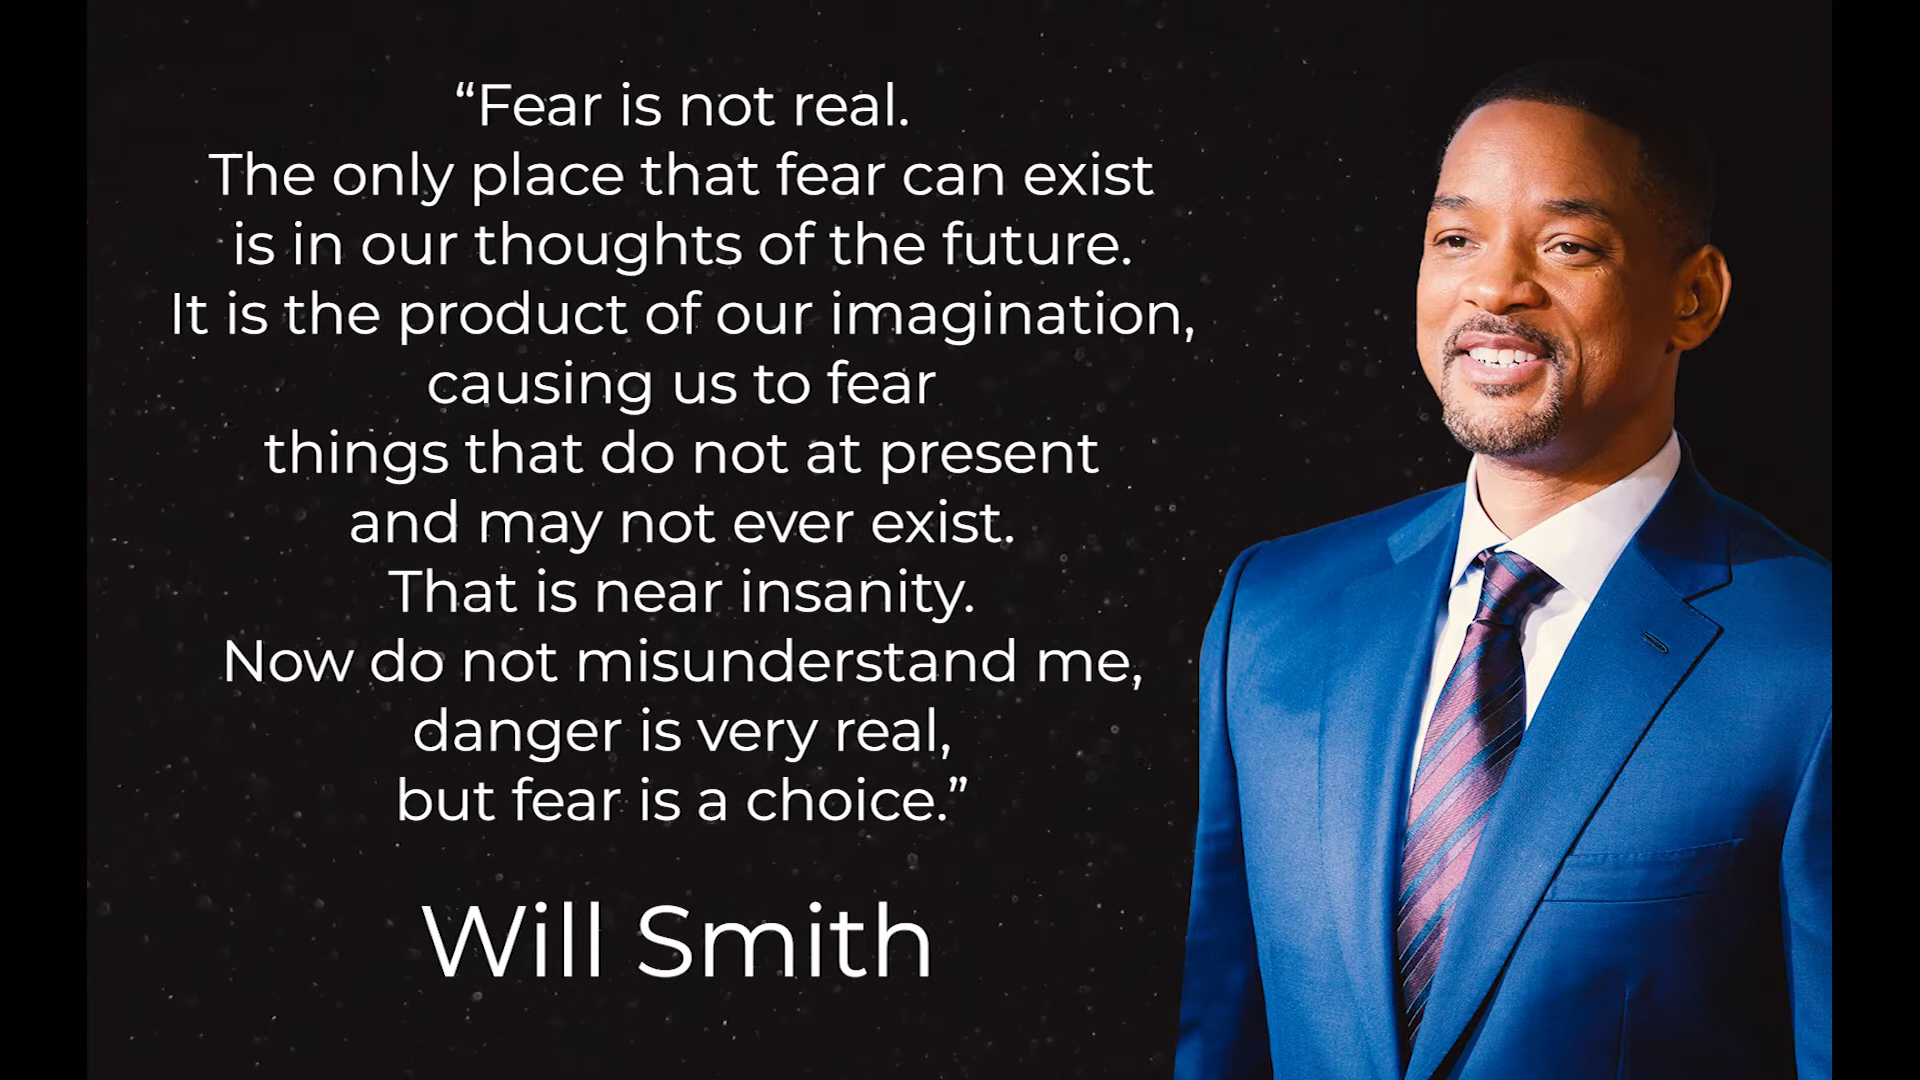 “Fear is not real.
The only place that fear can exist
is in our thoughts of the future.
It is the product of our imagination,
causing us to fear
things that do not at present
and may not ever exist.
That is near insanity.
Now do not misunderstand me,
danger is very real,
but fear is a choice.”
Will Smith